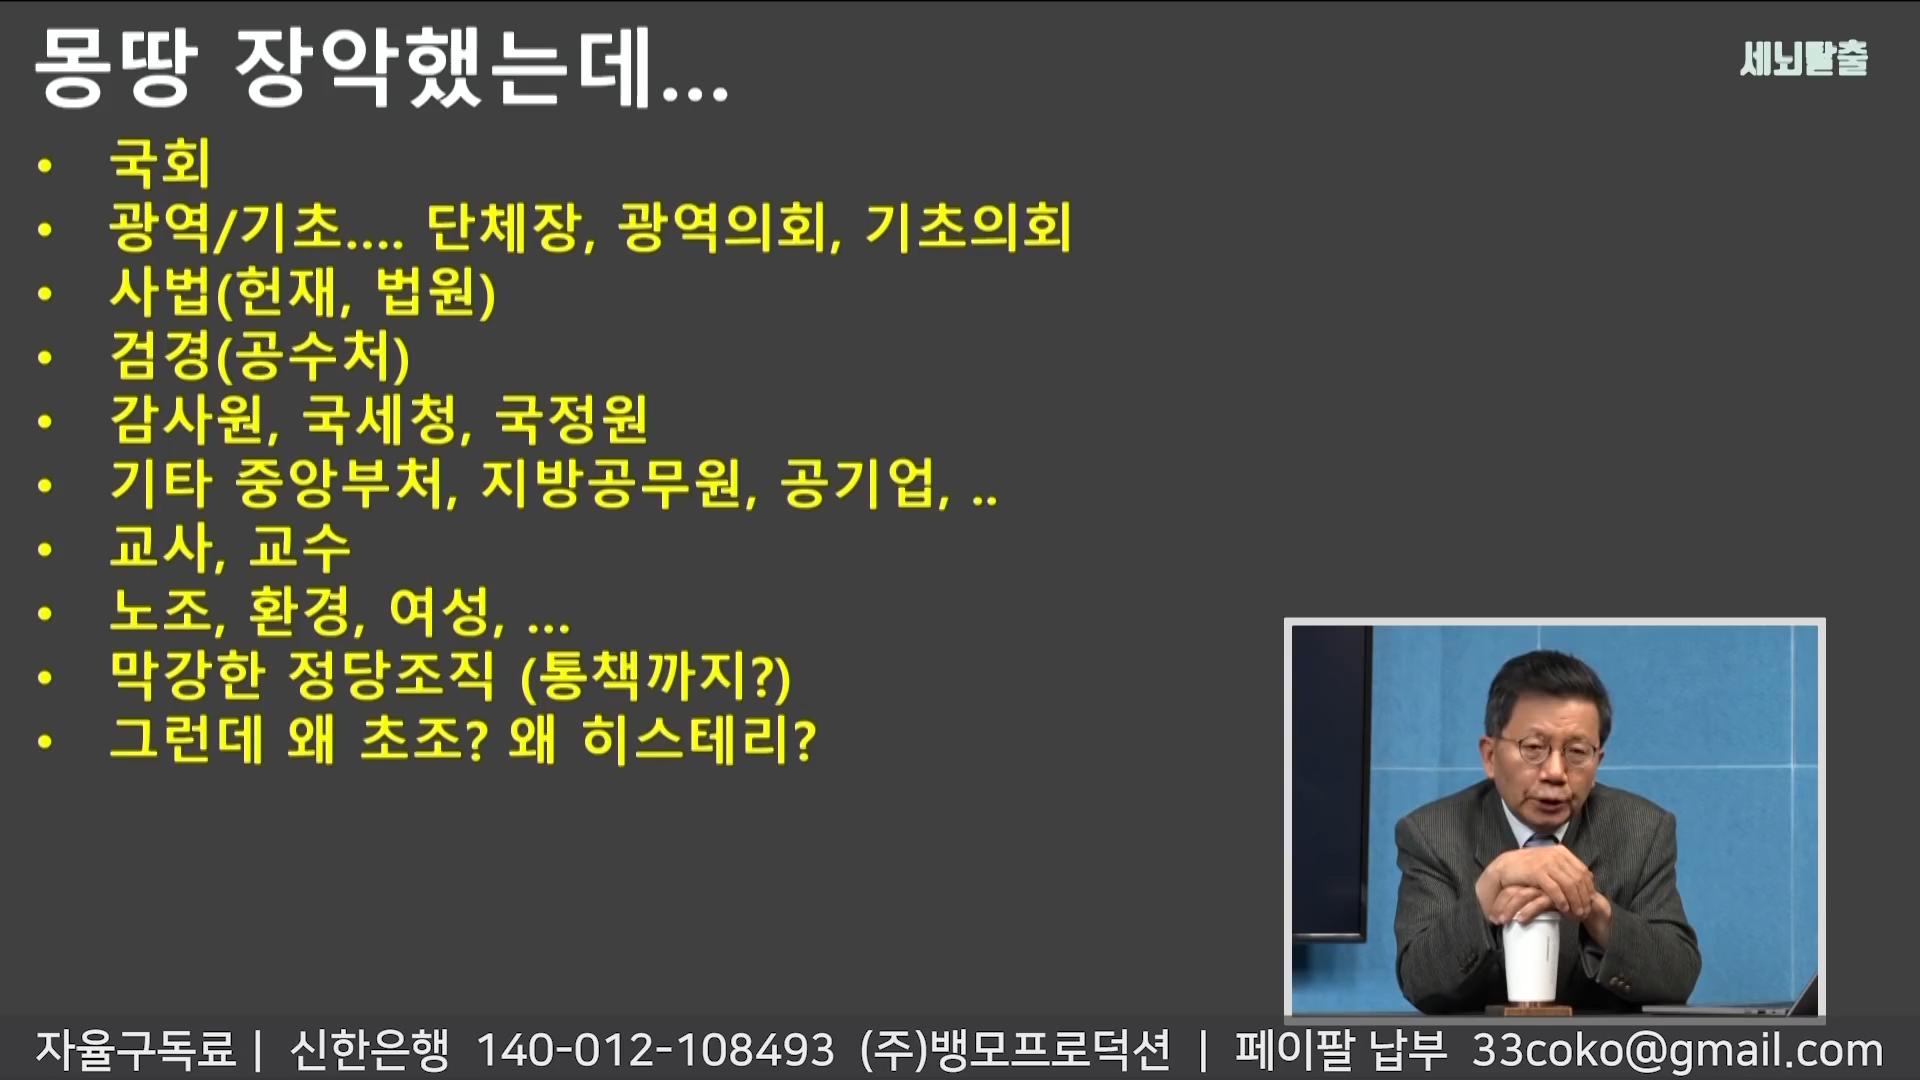 몽땅 장악했는데...
세뇌탈출
• 국회
• 광역/기초.... 단체장, 광역의회, 기초의회
• 사법(헌재, 법원)
• 검경(공수처)
• 감사원, 국세청, 국정원
• 기타 중앙부처, 지방공무원, 공기업, ..
• 교사, 교수
• 노조, 환경, 여성, ...
• 막강한 정당조직 (통책까지?)
• 그런데 왜 초조? 왜 히스테리?
자율구독료 | 신한은행 140-012-108493 (주)뱅모프로덕션 | 페이팔 납부 33coko@gmail.com